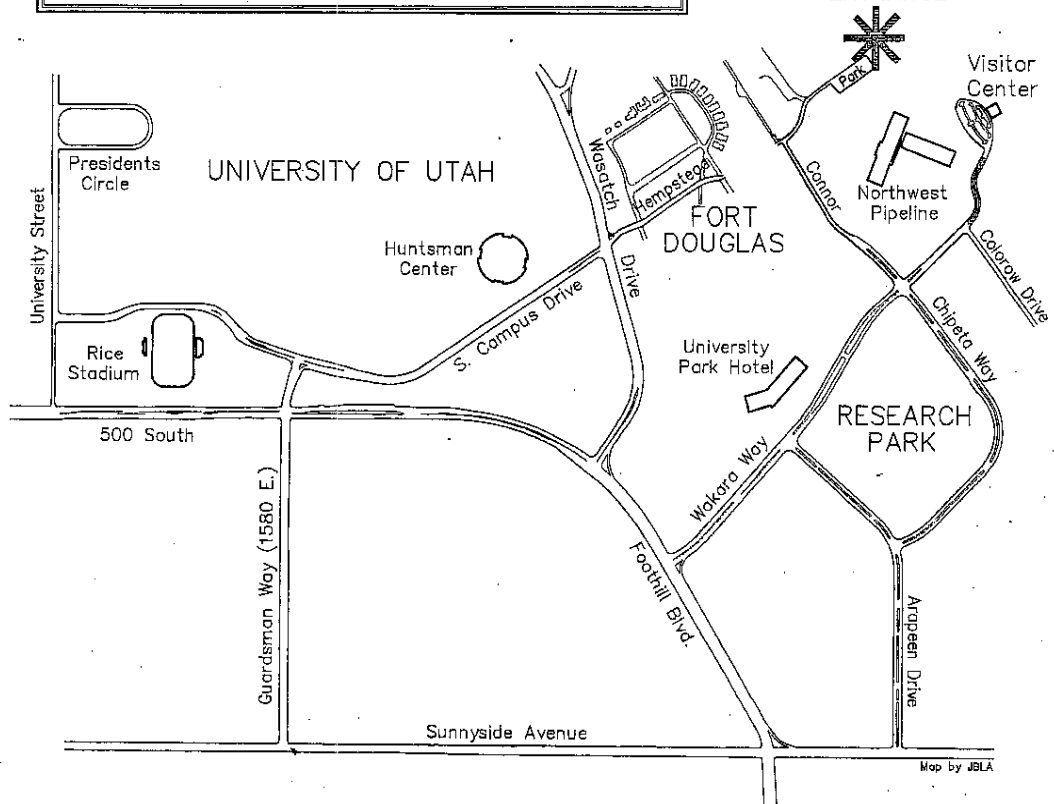 Park
Visitor
Center
Presidents
Circle
UNIVERSITY OF UTAH
Wasatch
Hempstead
Connor
Northwest
Pipeline
University Street
Huntsman
Center
FORT
DOUGLAS
Drive
Colorow Drive
S. Campus Drive
Chipeta Way
Rice
Stadium
University
Park Hotel
RESEARCH
PARK
500 South
Wakara Way
Guardsman Way (1580 E.)
Foothill Blvd.
Arapeen Drive
Sunnyside Avenue
Map by JBLA